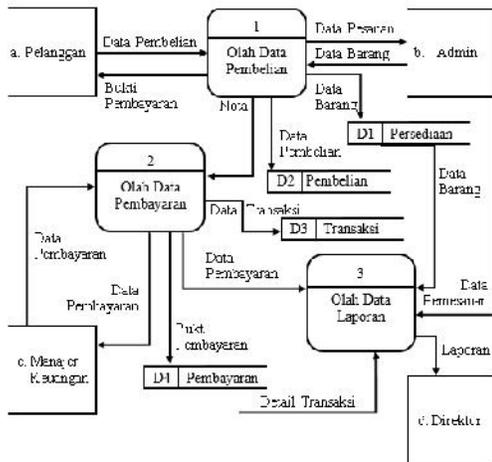 1
Olah Data
Pembelian
a. Pelanggan
Data Pembelian
Bukti
Pembayaran
Nota
Data Pesanan
Data Barang
b. Admin
Data
Barang
D1 Persediaan
Data
Pembelian
D2 Pembelian
2
Olah Data
Pembayaran
Data Transaksi
D3 Transaksi
Data
Barang
Data
Pembayaran
Data
Pembayaran
Data
Pembayaran
3
Olah Data
Laporan
Data
Pemesanan
c. Manajer
Keuangan
Bukti
Pembayaran
D4 Pembayaran
Detail Transaksi
Laporan
d. Direktur